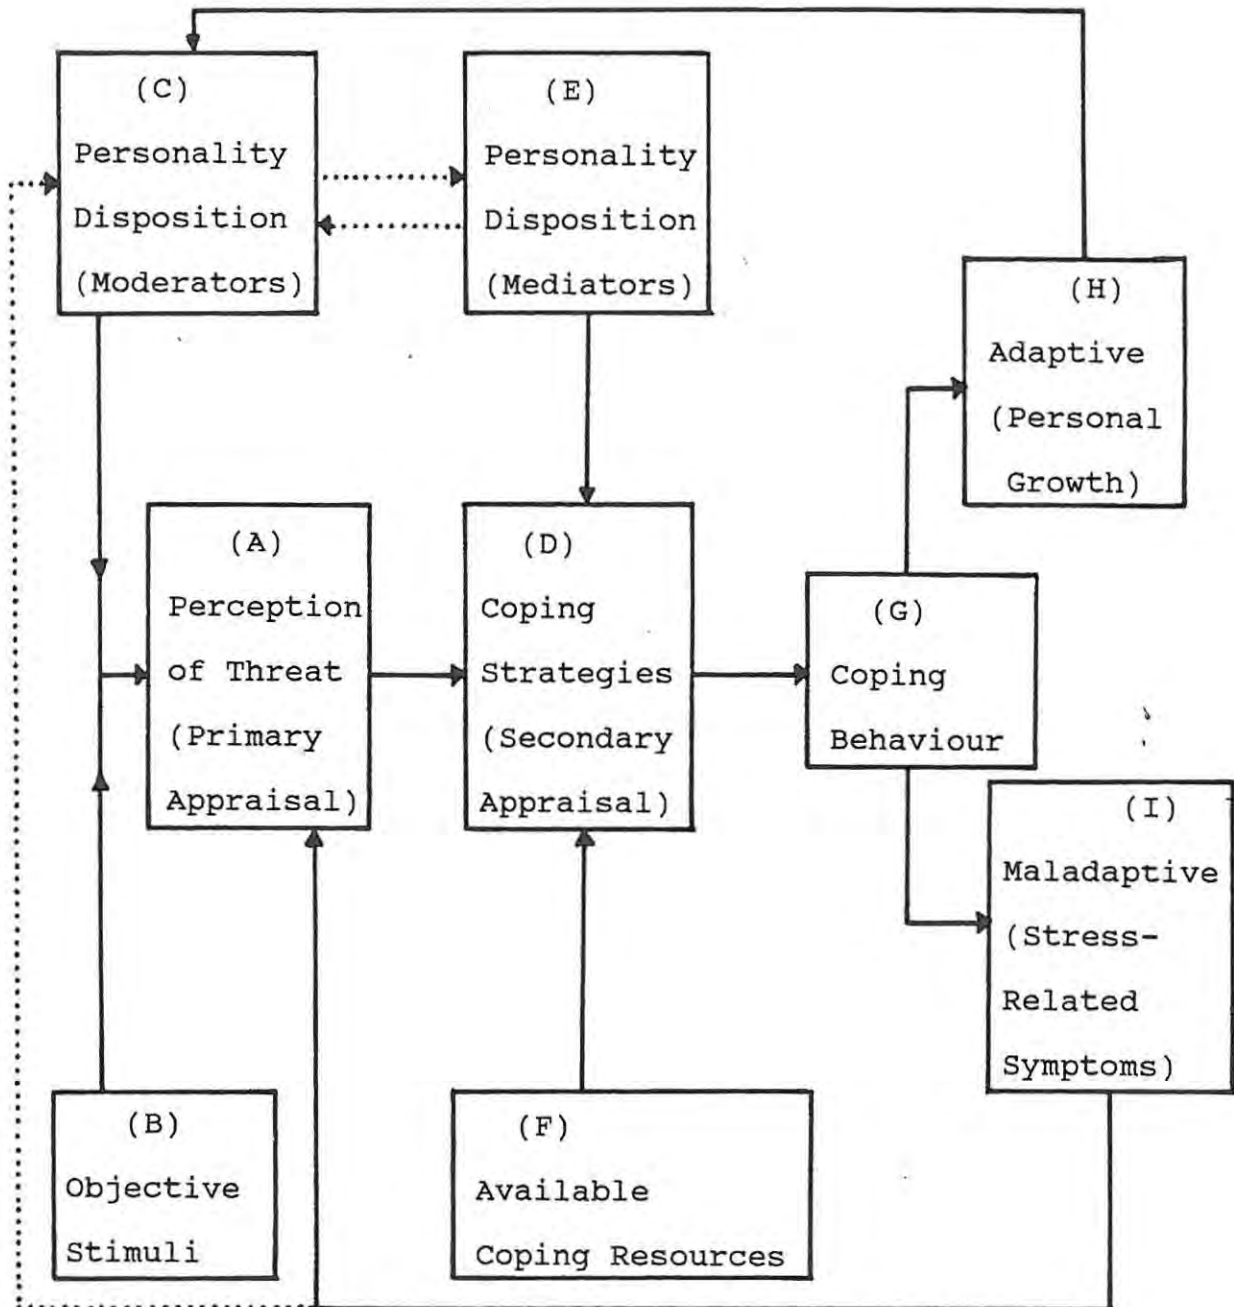 (C)
Personality
Disposition
(Moderators)
(E)
Personality
Disposition
(Mediators)
(H)
Adaptive
(Personal
Growth)
(A)
Perception
of Threat
(Primary
Appraisal)
(D)
Coping
Strategies
(Secondary
Appraisal)
(G)
Coping
Behaviour
(I)
Maladaptive
(Stress-
Related
Symptoms)
(B)
Objective
Stimuli
(F)
Available
Coping Resources